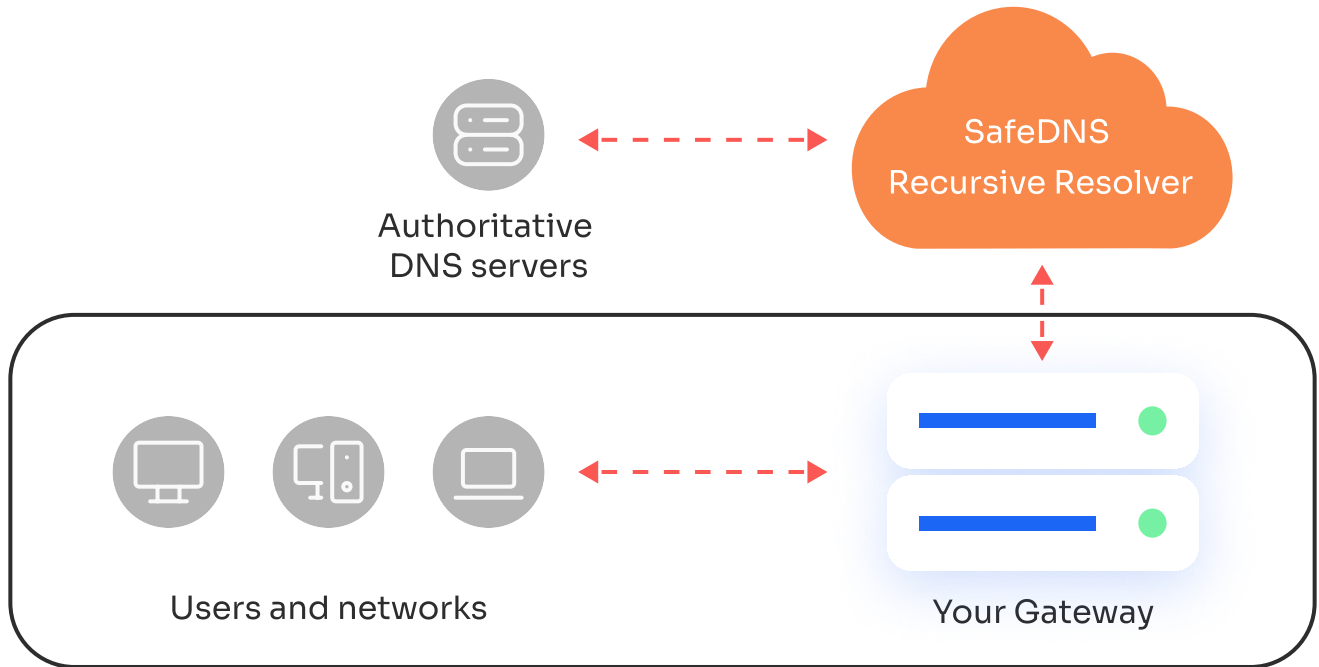 SafeDNS
Recursive Resolver
Authoritative
DNS servers
Users and networks
Your Gateway